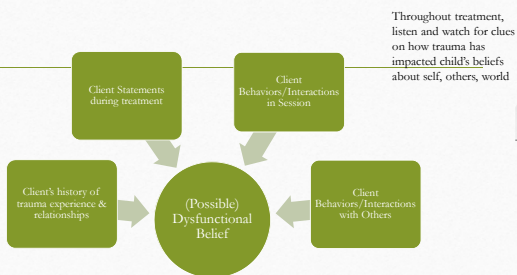 Throughout treatment,
listen and watch for clues
on how trauma has
impacted child's beliefs
about self, others, world
Client Statements
during treatment
Client
Behaviors/Interactions
in Session
Client's history of
trauma experience &
relationships
(Possible)
Dysfunctional
Belief
Client
Behaviors/Interactions
with Others